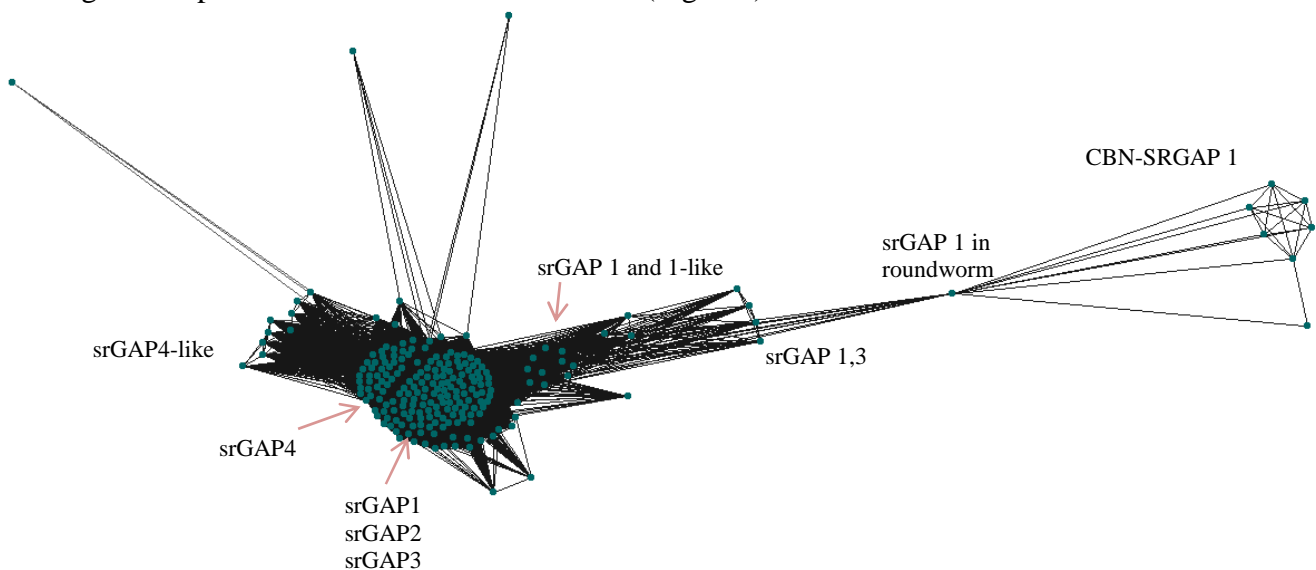 CBN-SRGAP 1
srGAP 1 in
roundworm
srGAP 1 and 1-like
srGAP4-like
srGAP 1,3
srGAP4
srGAP1
srGAP2
srGAP3